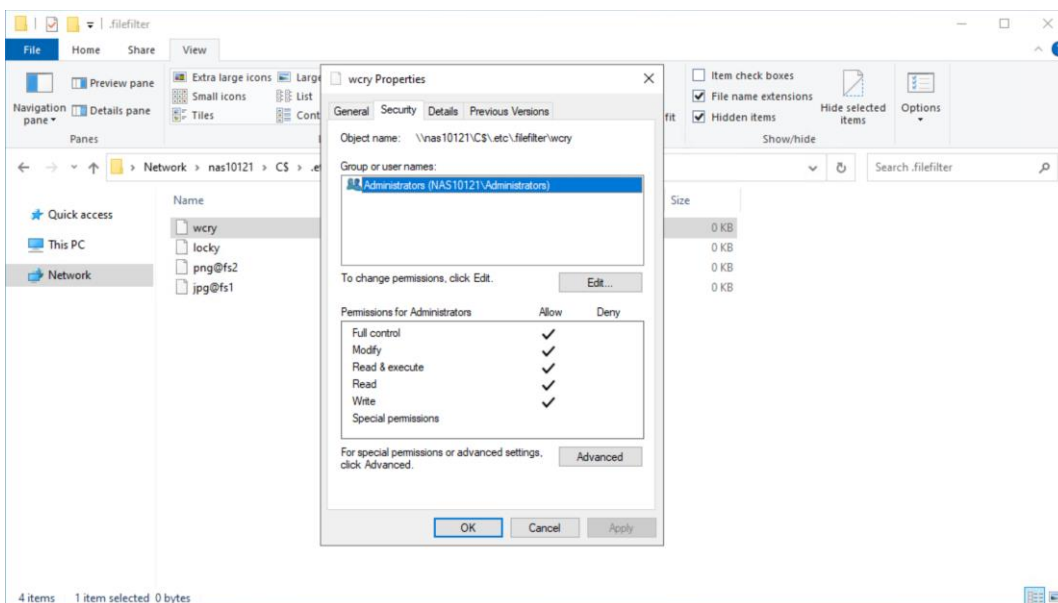 .filefilter
File Home Share View
Navigation pane
Preview pane
Details pane
Panes
Extra large icons Large
Small icons List
Tiles Cont
fit
Item check boxes
File name extensions
Hidden items
Hide selected items
Options
Show/hide
Network > nas10121 > C$ > .e
Search .filefilter
Quick access
This PC
Network
Name Size
wcry 0 KB
locky 0 KB
png@fs2 0 KB
jpg@fs1 0 KB
wcry Properties
General Security Details Previous Versions
Object name: \\nas10121\C$\.etc\.filefilter\wcry
Group or user names:
Administrators (NAS10121\Administrators)
To change permissions, click Edit.
Edit...
Permissions for Administrators Allow Deny
Full control
Modify
Read & execute
Read
Write
Special permissions
For special permissions or advanced settings,
click Advanced.
Advanced
OK Cancel Apply
4 items 1 item selected 0 bytes